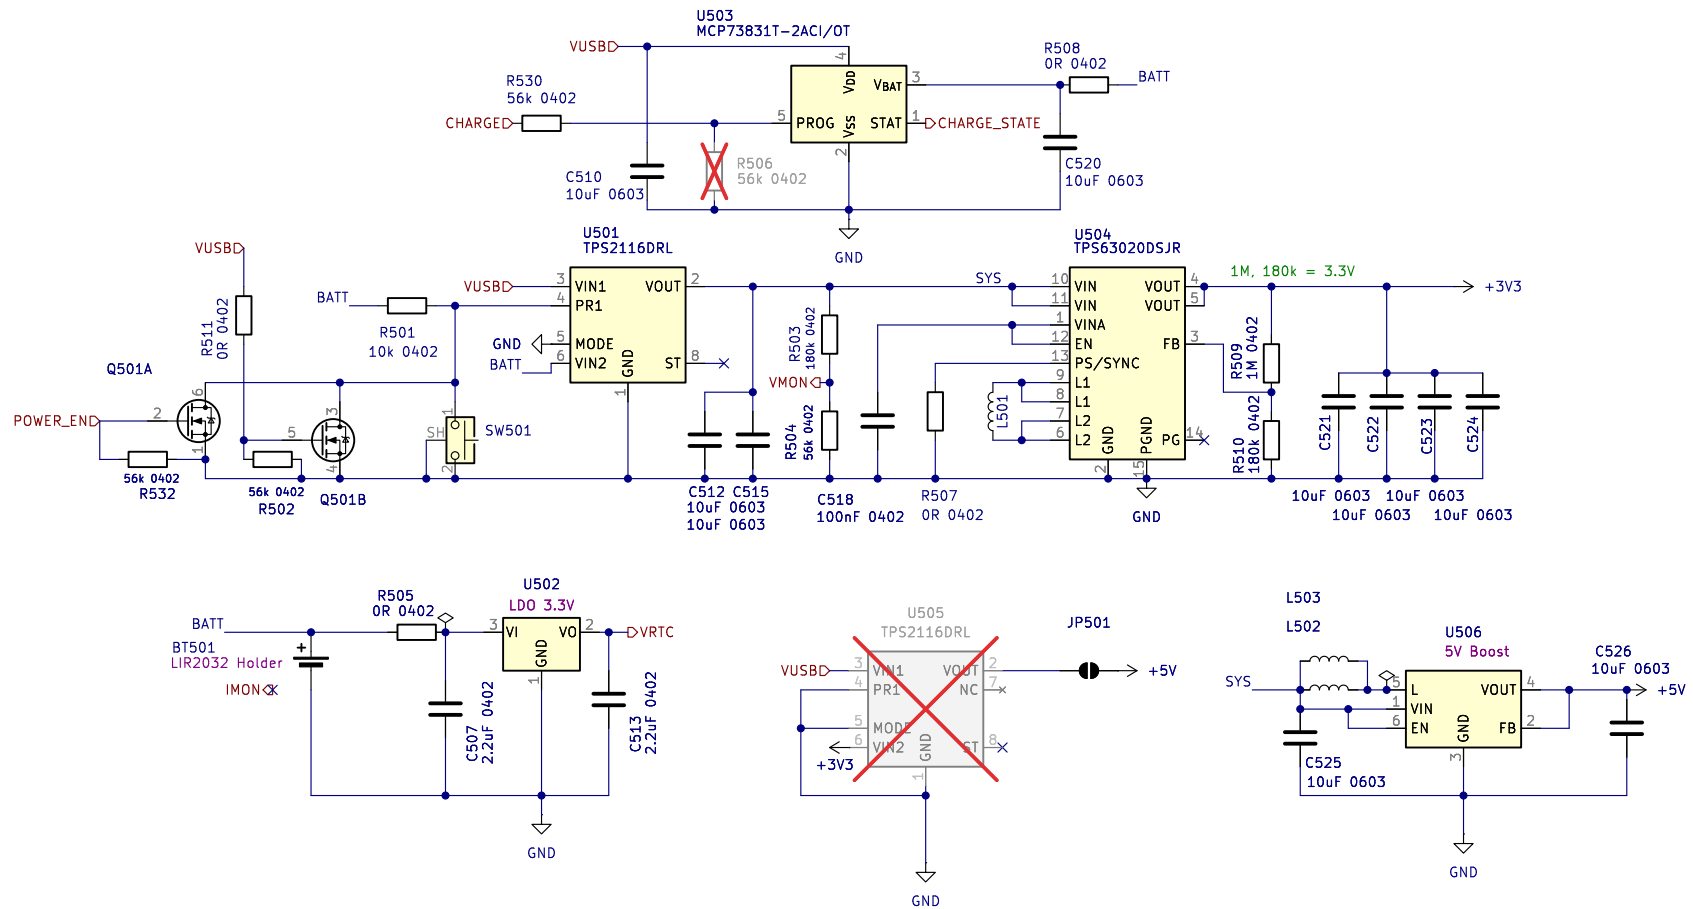 U503
MCP73831T-2ACI/OT
VUSB
4
VDD
VBAT
3
R508
0R 0402
BATT
R530
56k 0402
CHARGE
5
PROG
VSS
STAT
1
CHARGE_STATE
2
R506
56k 0402
C510
10uF 0603
C520
10uF 0603
GND
VUSB
R511
0R 0402
BATT
R501
10k 0402
U501
TPS2116DRL
VUSB
3
VIN1
VOUT
2
4
PR1
GND
5
MODE
BATT
6
VIN2
GND
ST
8
1
Q501A
6
POWER_EN
2
1
56k 0402
R532
3
5
4
56k 0402
R502
Q501B
1
SH
2
SW501
SYS
R503
180k 0402
VMON
R504
56k 0402
C512
10uF 0603
C515
10uF 0603
C518
100nF 0402
R507
0R 0402
L501
U504
TPS63020DSJR
10
VIN
VOUT
4
11
VIN
VOUT
5
1
VINA
12
EN
FB
3
13
PS/SYNC
9
L1
8
L1
7
L2
6
L2
GND
PGND
PG
14
2
15
GND
1M, 180k = 3.3V
+3V3
R509
1M 0402
R510
180k 0402
C521
C522
C523
C524
10uF 0603
10uF 0603
10uF 0603
10uF 0603
BATT
R505
0R 0402
U502
LDO 3.3V
3
VI
VO
2
GND
1
VRTC
BT501
LIR2032 Holder
+
IMON
C507
2.2uF 0402
C513
2.2uF 0402
GND
U505
TPS2116DRL
VUSB
3
VIN1
VOUT
2
4
PR1
NC
7
5
MODE
6
VIN2
GND
ST
8
+3V3
1
JP501
+5V
GND
L503
L502
SYS
U506
5V Boost
5
L
VOUT
4
1
VIN
6
EN
GND
FB
2
3
C525
10uF 0603
C526
10uF 0603
+5V
GND